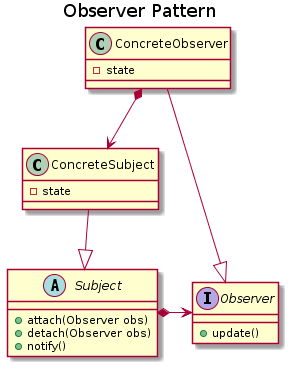 Observer Pattern
C ConcreteObserver
state
C ConcreteSubject
state
A Subject
attach(Observer obs)
detach(Observer obs)
notify()
I Observer
update()